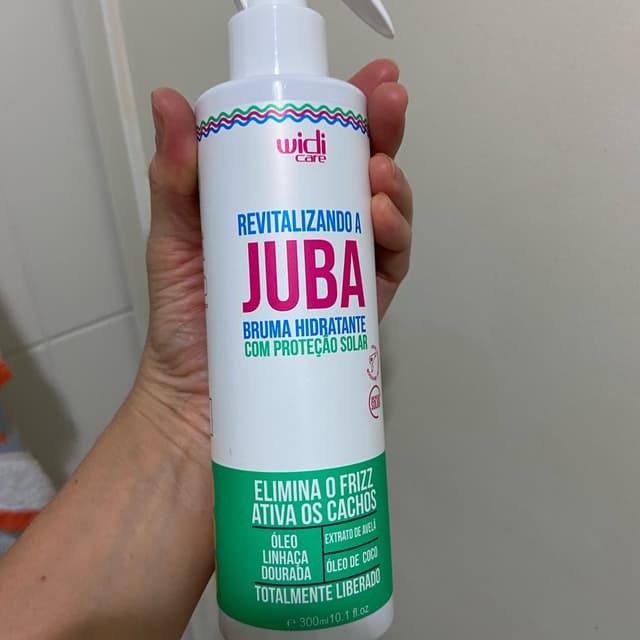 widi
care
REVITALIZANDO A
JUBA
BRUMA HIDRATANTE
COM PROTEÇÃO SOLAR
ELIMINA O FRIZZ
ATIVA OS CACHOS
ÓLEO
LINHAÇA
DOURADA
EXTRATO DE AVELÃ
ÓLEO DE COCO
TOTALMENTE LIBERADO
℮ 300ml/10.1 fl.oz